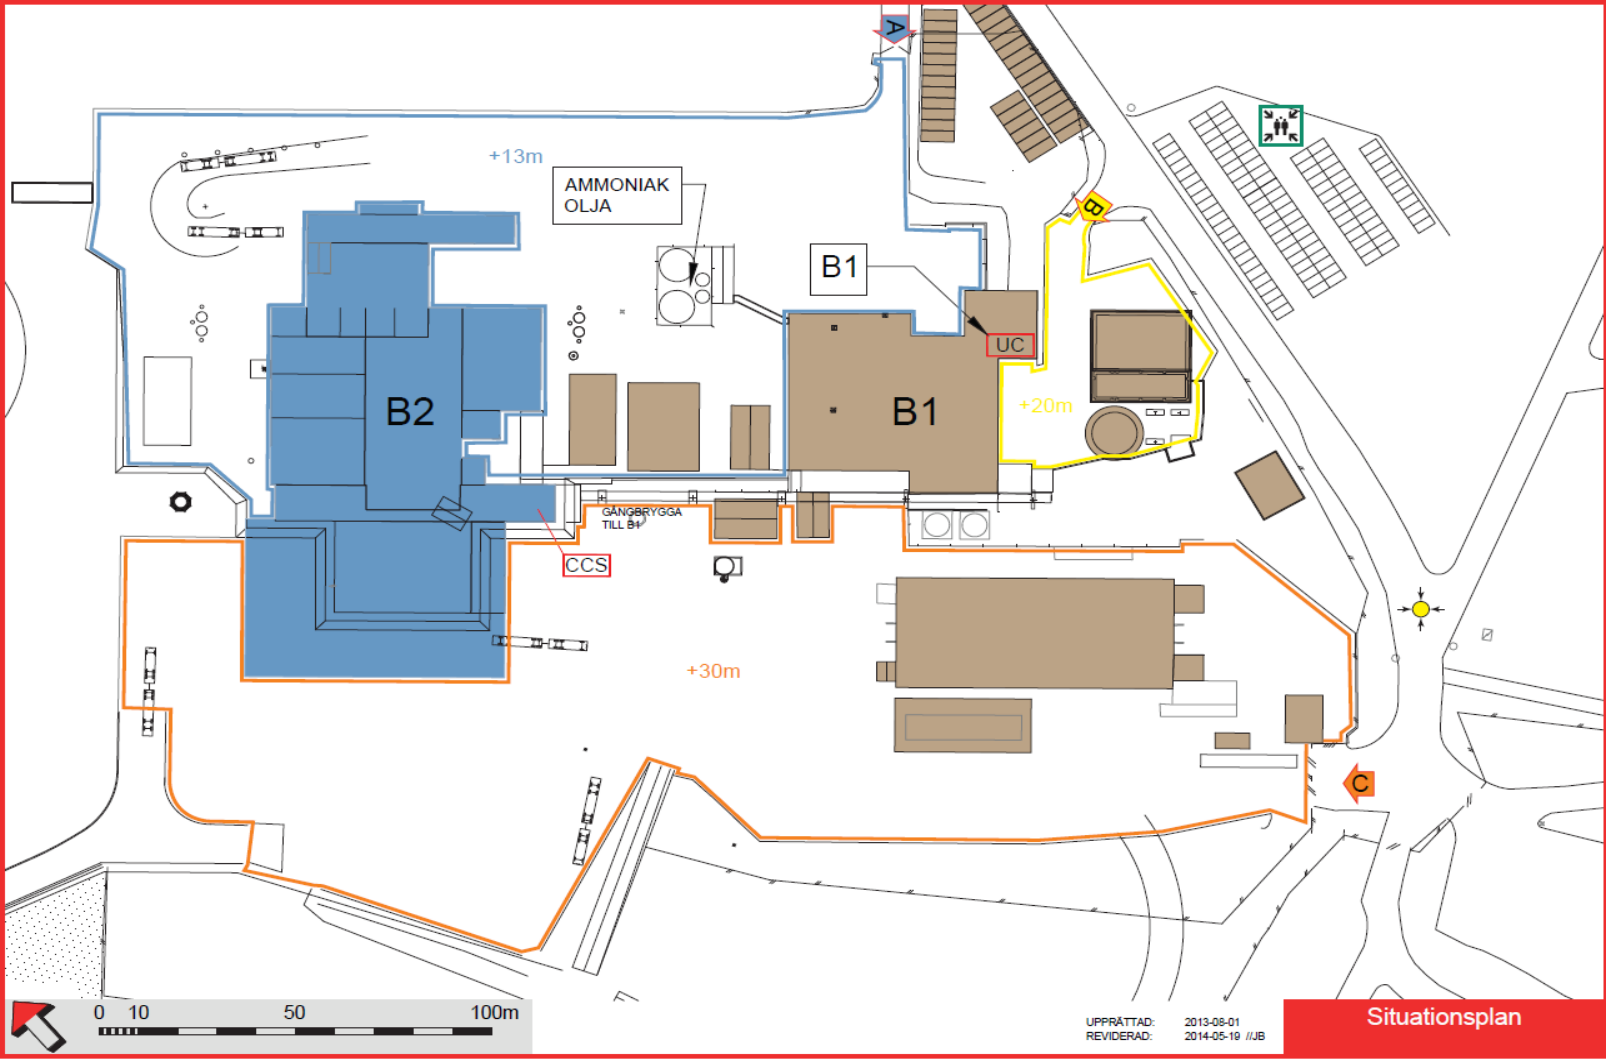 A
+13m
AMMONIAK
OLJA
B
B1
UC
B2
B1
+20m
GÅNGBRYGGA
TILL B1
CCS
+30m
C
0 10 50 100m
UPPRÄTTAD: 2013-08-01
REVIDERAD: 2014-05-19 //JB
Situationsplan